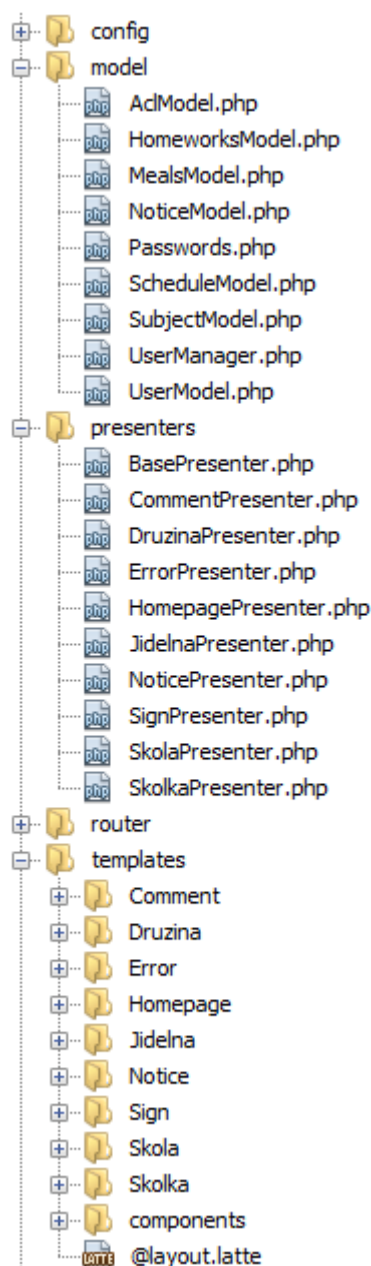 config
model
AclModel.php
HomeworksModel.php
MealsModel.php
NoticeModel.php
Passwords.php
ScheduleModel.php
SubjectModel.php
UserManager.php
UserModel.php
presenters
BasePresenter.php
CommentPresenter.php
DruzinaPresenter.php
ErrorPresenter.php
HomepagePresenter.php
JidelnaPresenter.php
NoticePresenter.php
SignPresenter.php
SkolaPresenter.php
SkolkaPresenter.php
router
templates
Comment
Druzina
Error
Homepage
Jidelna
Notice
Sign
Skola
Skolka
components
@layout.latte